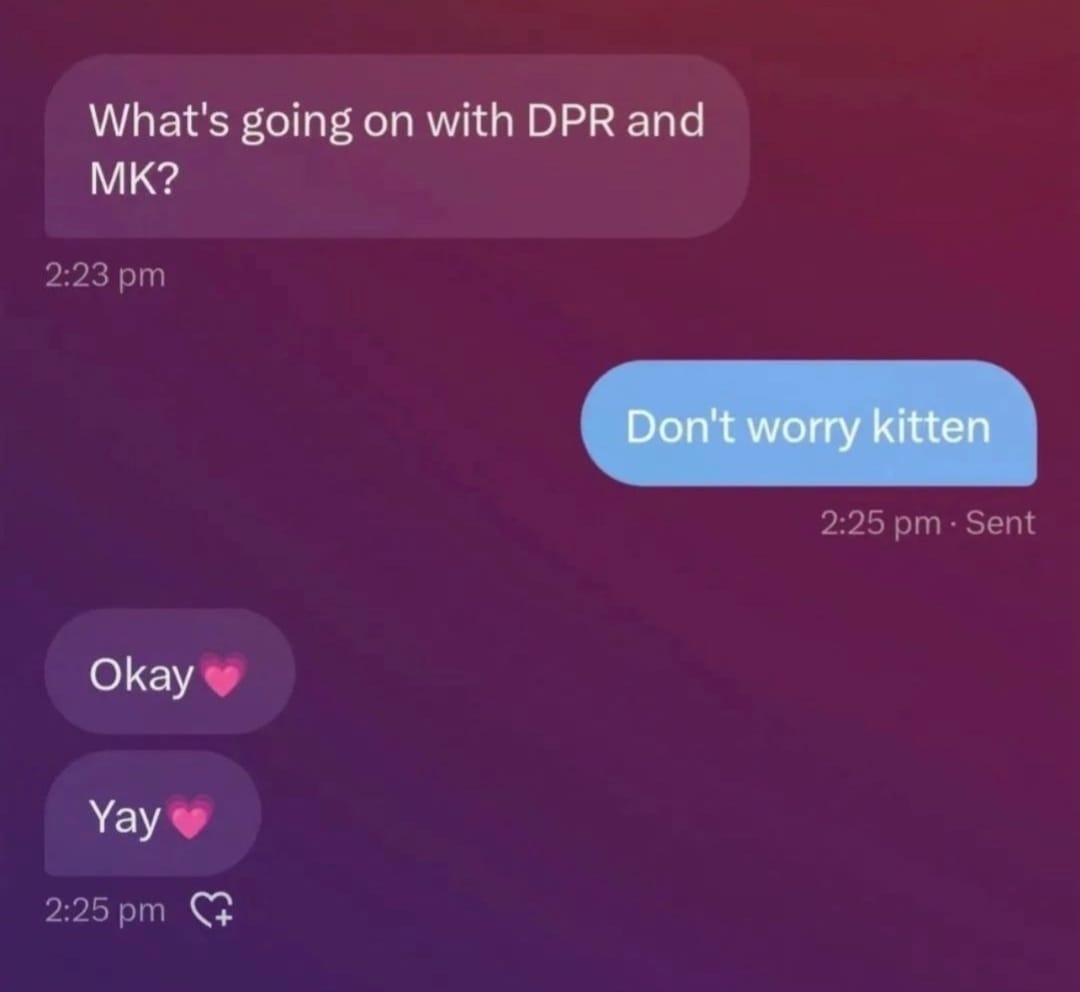 What's going on with DPR and
MK?
2:23 pm
Don't worry kitten
2:25 pm · Sent
Okay💗
Yay💗
2:25 pm